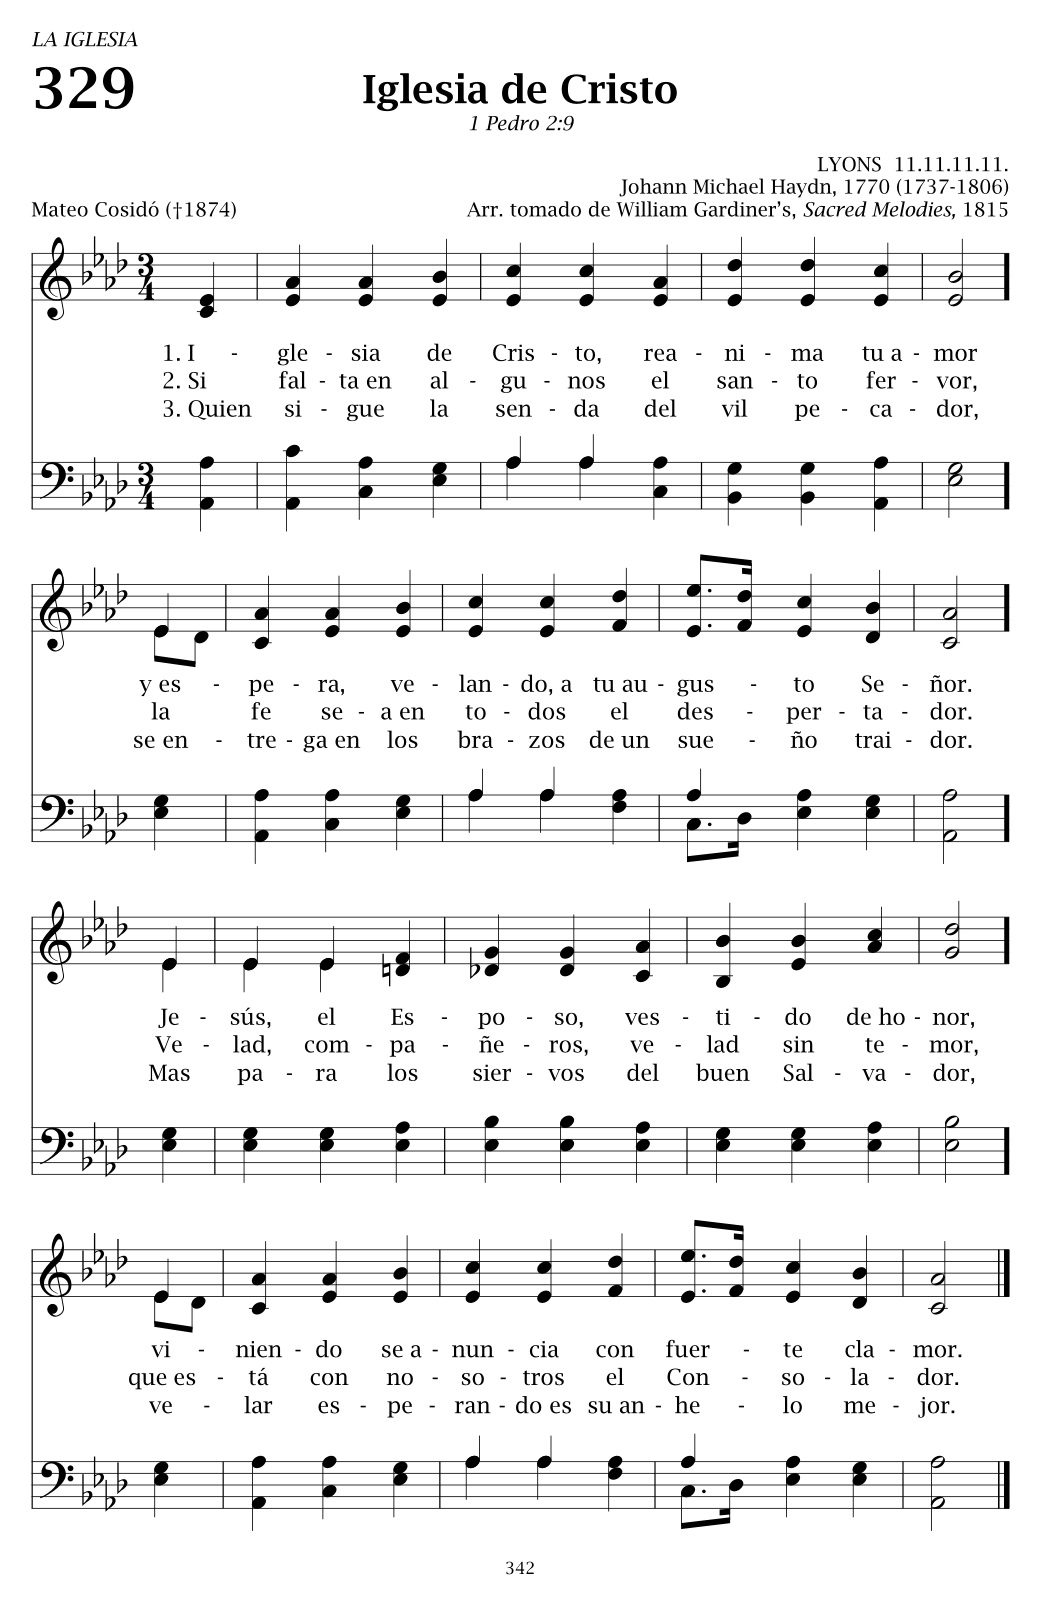 LA IGLESIA
329
Iglesia de Cristo
1 Pedro 2:9
LYONS 11.11.11.11.
Johann Michael Haydn, 1770 (1737-1806)
Mateo Cosidó (†1874)
Arr. tomado de William Gardiner's, Sacred Melodies, 1815
3
4
1. I - gle - sia de Cris - to, rea - ni - ma tu a - mor
2. Si fal - ta en al - gu - nos el san - to fer - vor,
3. Quien si - gue la sen - da del vil pe - ca - dor,
3
4
y es - pe - ra, ve - lan - do, a tu au - gus - to Se - ñor.
la fe se - a en to - dos el des - per - ta - dor.
se en - tre - ga en los bra - zos de un sue - ño trai - dor.
Je - sús, el Es - po - so, ves - ti - do de ho - nor,
Ve - lad, com - pa - ñe - ros, ve - lad sin te - mor,
Mas pa - ra los sier - vos del buen Sal - va - dor,
vi - nien - do se a - nun - cia con fuer - te cla - mor.
que es - tá con no - so - tros el Con - so - la - dor.
ve - lar es - pe - ran - do es su an - he - lo me - jor.
342